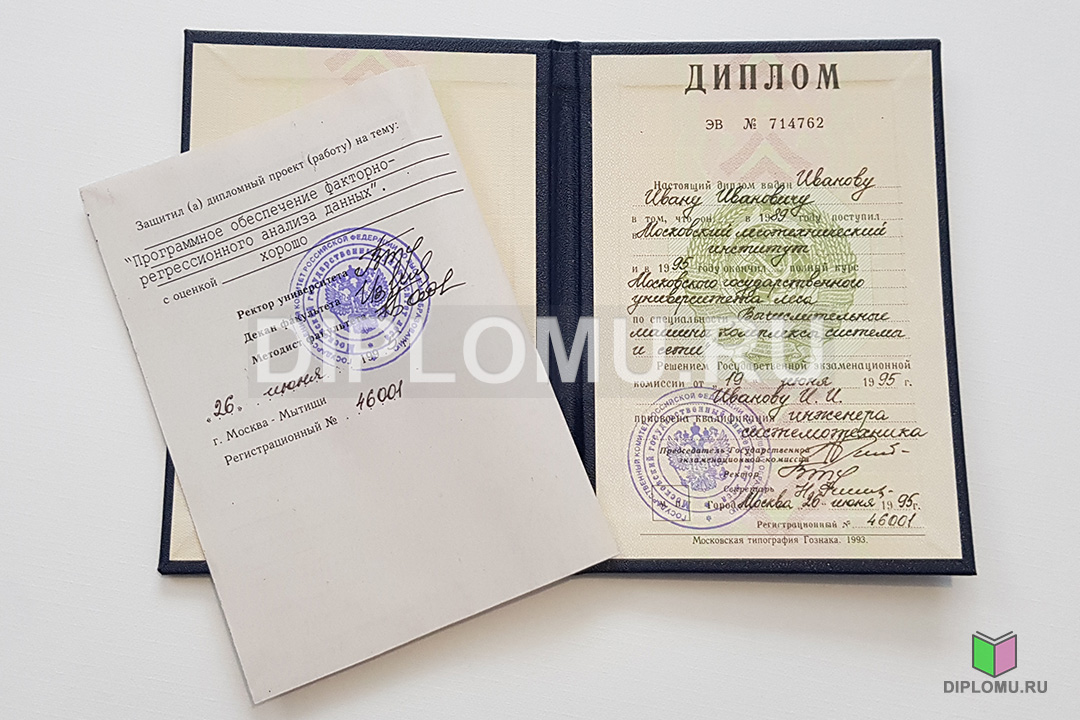 Защитил (а) дипломный проект (работу) на тему:
"Программное обеспечение факторно-
регрессионного анализа данных".
с оценкой хорошо
Ректор университета
Декан факультета
Методист
199
"26" июня
г. Москва - Мытищи
Регистрационный № 46001
ДИПЛОМ
ЭВ № 714762
Настоящий диплом выдан Иванову
Ивану Ивановичу
в том, что он в 1989 году поступил
в Московский лесотехнический
институт
и в 1995 году окончил полный курс
Московского государственного
университета леса
по специальности Вычислительные
машины комплексы системы
и сети
Решением Государственной экзаменационной
комиссии от "19" июня 1995 г.
Иванову И. И.
присвоена квалификация инженера
системотехника
Председатель Государственной
экзаменационной комиссии
Ректор
Секретарь
Город Москва "26" июня 1995 г.
Регистрационный № 46001
Московская типография Гознака. 1993.
DIPLOMU.RU
DIPLOMU.RU